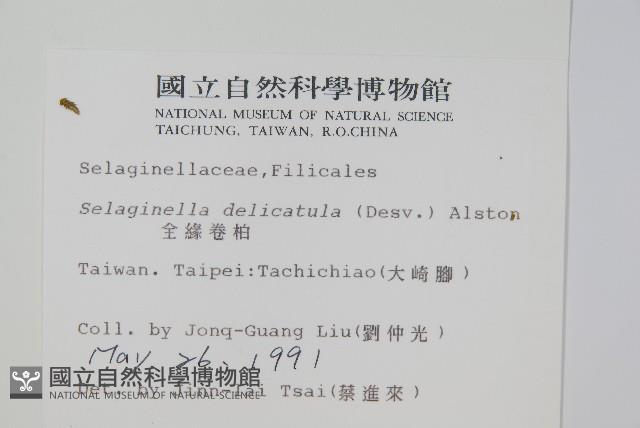 國立自然科學博物館
NATIONAL MUSEUM OF NATURAL SCIENCE
TAICHUNG, TAIWAN, R.O.CHINA
Selaginellaceae,Filicales
Selaginella delicatula (Desv.) Alston
全緣卷柏
Taiwan. Taipei:Tachichiao(大崎腳)
Coll. by Jonq-Guang Liu(劉仲光)
May 26, 1991
國立自然科學博物館
NATIONAL MUSEUM OF NATURAL SCIENCE
Tsai(蔡進來)